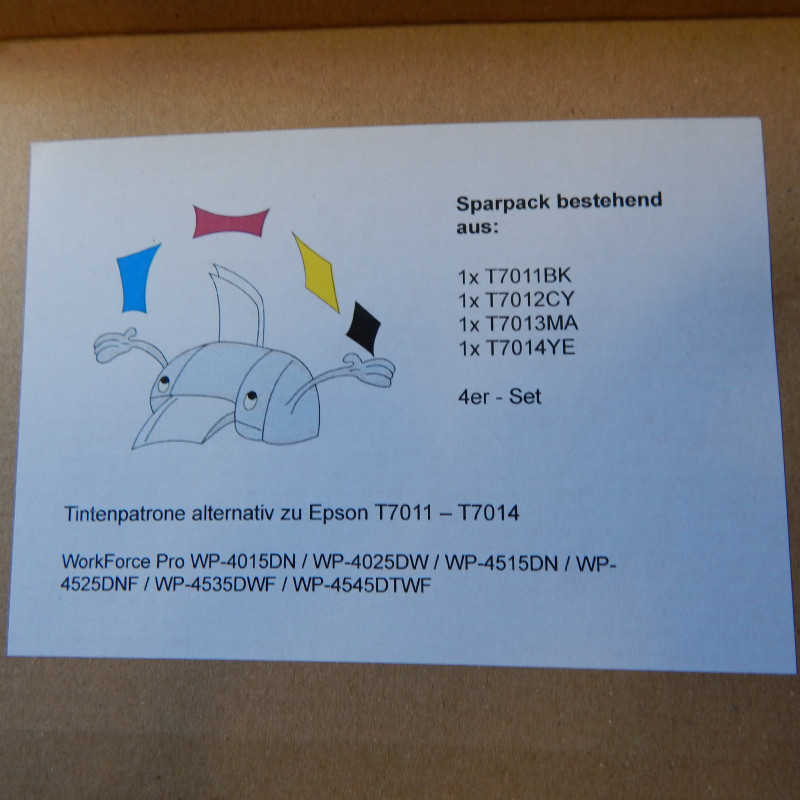 Sparpack bestehend
aus:
1x T7011BK
1x T7012CY
1x T7013MA
1x T7014YE
4er - Set
Tintenpatrone alternativ zu Epson T7011 – T7014
WorkForce Pro WP-4015DN / WP-4025DW / WP-4515DN / WP-
4525DNF / WP-4535DWF / WP-4545DTWF